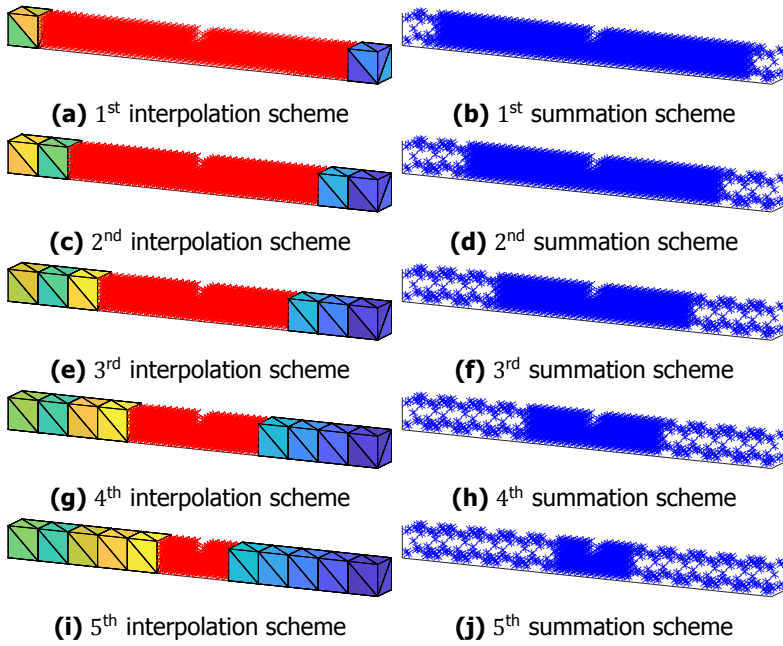 (a) 1st interpolation scheme
(b) 1st summation scheme
(c) 2nd interpolation scheme
(d) 2nd summation scheme
(e) 3rd interpolation scheme
(f) 3rd summation scheme
(g) 4th interpolation scheme
(h) 4th summation scheme
(i) 5th interpolation scheme
(j) 5th summation scheme